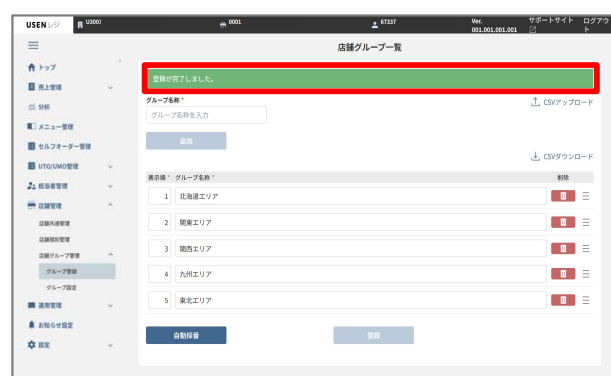 USEN レジ U3001 0001 67337 Ver. 001.001.001.001 サポートサイト ログアウト
店舗グループ一覧
トップ
売上管理
分析
メニュー管理
セルフオーダー管理
UTO/UMO管理
担当者管理
店舗管理
店舗共通管理
店舗個別管理
店舗グループ管理
グループ登録
グループ設定
運用管理
お知らせ設定
設定
登録が完了しました。
グループ名称 *
グループ名称を入力
追加
CSVアップロード
CSVダウンロード
表示順 * グループ名称 * 削除
1 北海道エリア
2 関東エリア
3 関西エリア
4 九州エリア
5 東北エリア
自動採番 登録